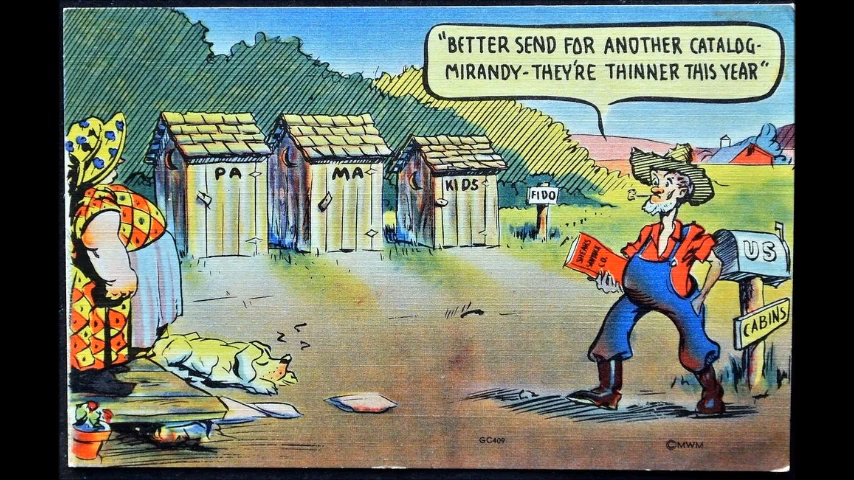 "BETTER SEND FOR ANOTHER CATALOG-
MIRANDY-THEY'RE THINNER THIS YEAR"
PA
MA
KIDS
FIDO
CO.
US
CABINS
GC409
©MWM